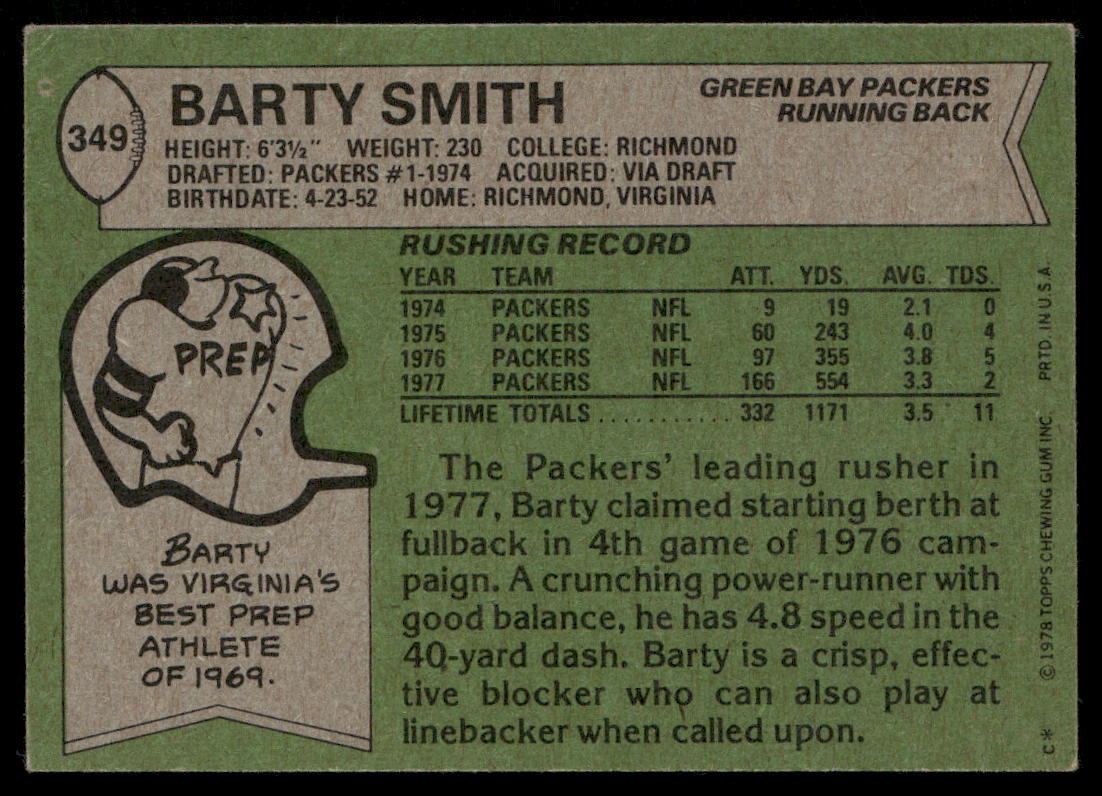 349
BARTY SMITH
GREEN BAY PACKERS
RUNNING BACK
HEIGHT: 6'3½" WEIGHT: 230 COLLEGE: RICHMOND
DRAFTED: PACKERS #1-1974 ACQUIRED: VIA DRAFT
BIRTHDATE: 4-23-52 HOME: RICHMOND, VIRGINIA
PREP
BARTY
WAS VIRGINIA'S
BEST PREP
ATHLETE
OF 1969.
RUSHING RECORD
YEAR TEAM ATT. YDS. AVG. TDS.
1974 PACKERS NFL 9 19 2.1 0
1975 PACKERS NFL 60 243 4.0 4
1976 PACKERS NFL 97 355 3.8 5
1977 PACKERS NFL 166 554 3.3 2
LIFETIME TOTALS............ 332 1171 3.5 11
The Packers' leading rusher in
1977, Barty claimed starting berth at
fullback in 4th game of 1976 cam-
paign. A crunching power-runner with
good balance, he has 4.8 speed in the
40-yard dash. Barty is a crisp, effec-
tive blocker who can also play at
linebacker when called upon.
C* ©1978 TOPPS CHEWING GUM INC. PRTD. IN U.S.A.